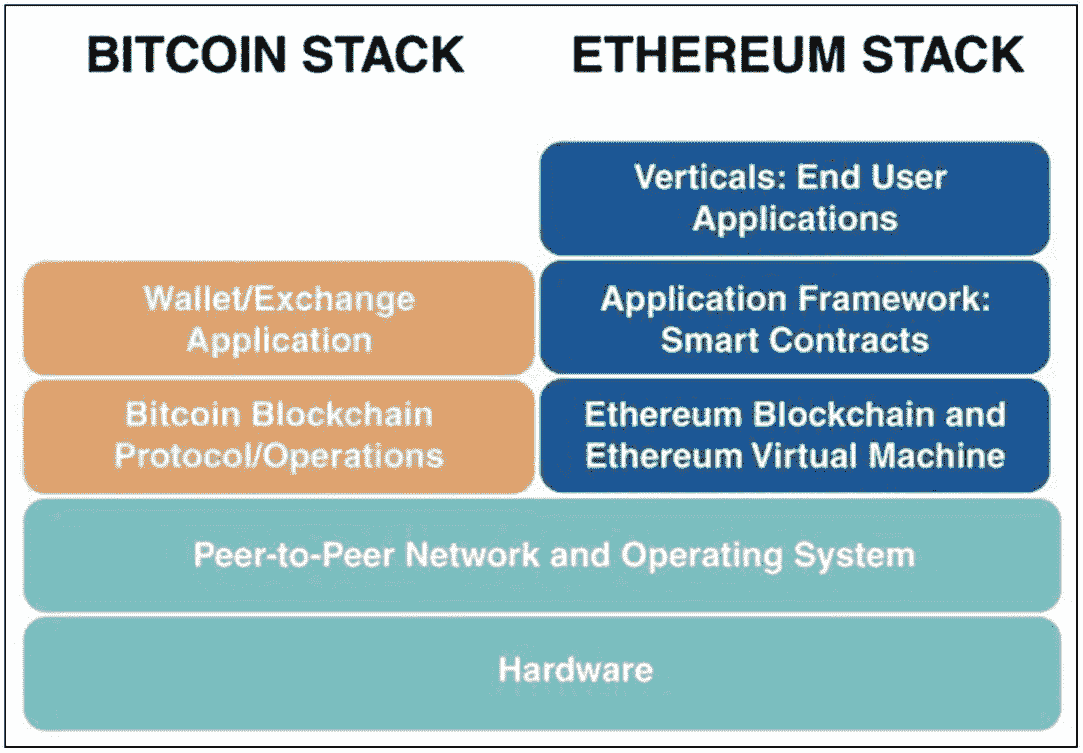 BITCOIN STACK
ETHEREUM STACK
Verticals: End User
Applications
Wallet/Exchange
Application
Application Framework:
Smart Contracts
Bitcoin Blockchain
Protocol/Operations
Ethereum Blockchain and
Ethereum Virtual Machine
Peer-to-Peer Network and Operating System
Hardware